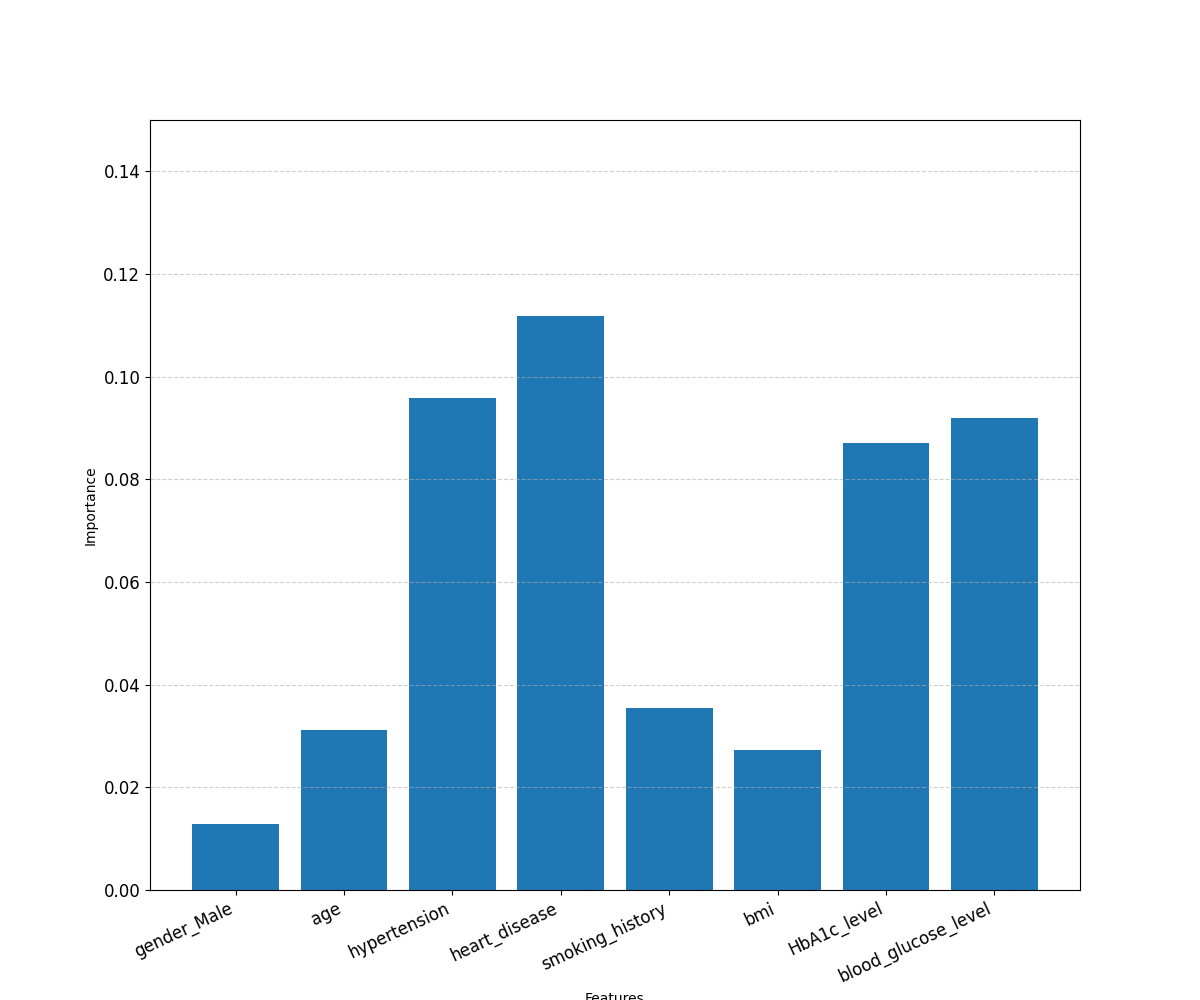 0.14
0.12
0.10
0.08
0.06
0.04
0.02
0.00
Importance
gender_Male
age
hypertension
heart_disease
smoking_history
bmi
HbA1c_level
blood_glucose_level
Features